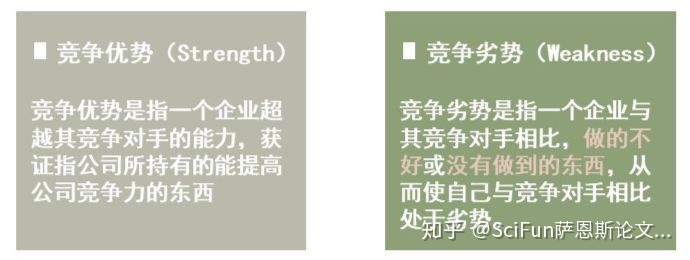 竞争优势（Strength）
竞争优势是指一个企业超
越其竞争对手的能力，获
证指公司所持有的能提高
公司竞争力的东西
竞争劣势（Weakness）
竞争劣势是指一个企业与
其竞争对手相比，做的不
好或没有做到的东西，从
而使自己与竞争对手相比
处于劣势。
知乎 @SciFun萨恩斯论文...